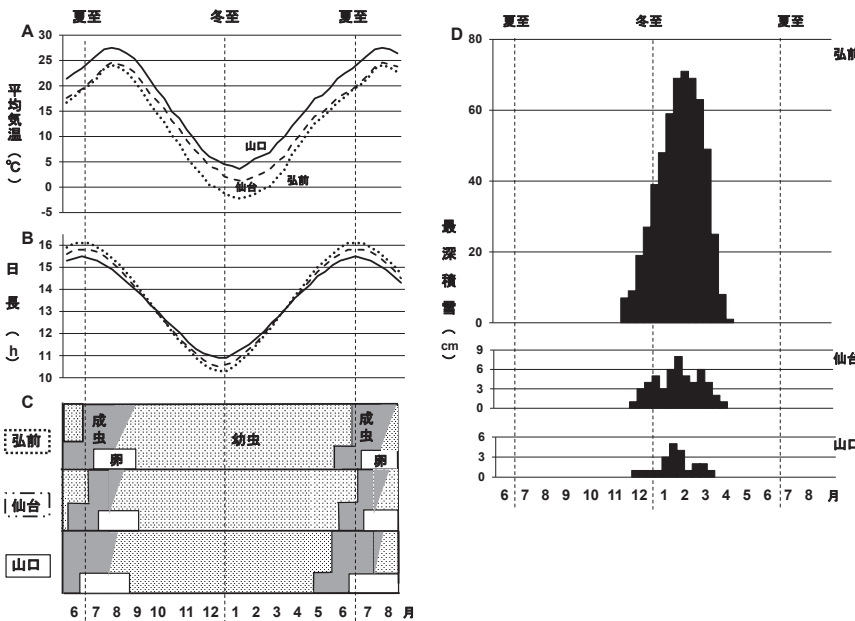 夏至 冬至 夏至
A
30
25
20
15
10
5
0
-5
平均気温(℃)
山口
仙台
弘前
B
16
15
14
13
12
11
10
日長(h)
C
弘前
仙台
山口
成虫
卵
幼虫
成虫
卵
6 7 8 9 10 11 12 1 2 3 4 5 6 7 8 月
D
夏至 冬至 夏至
80
60
40
20
0
最深積雪(cm)
弘前
9
6
3
0
仙台
6
3
0
山口
6 7 8 9 10 11 12 1 2 3 4 5 6 7 8 月